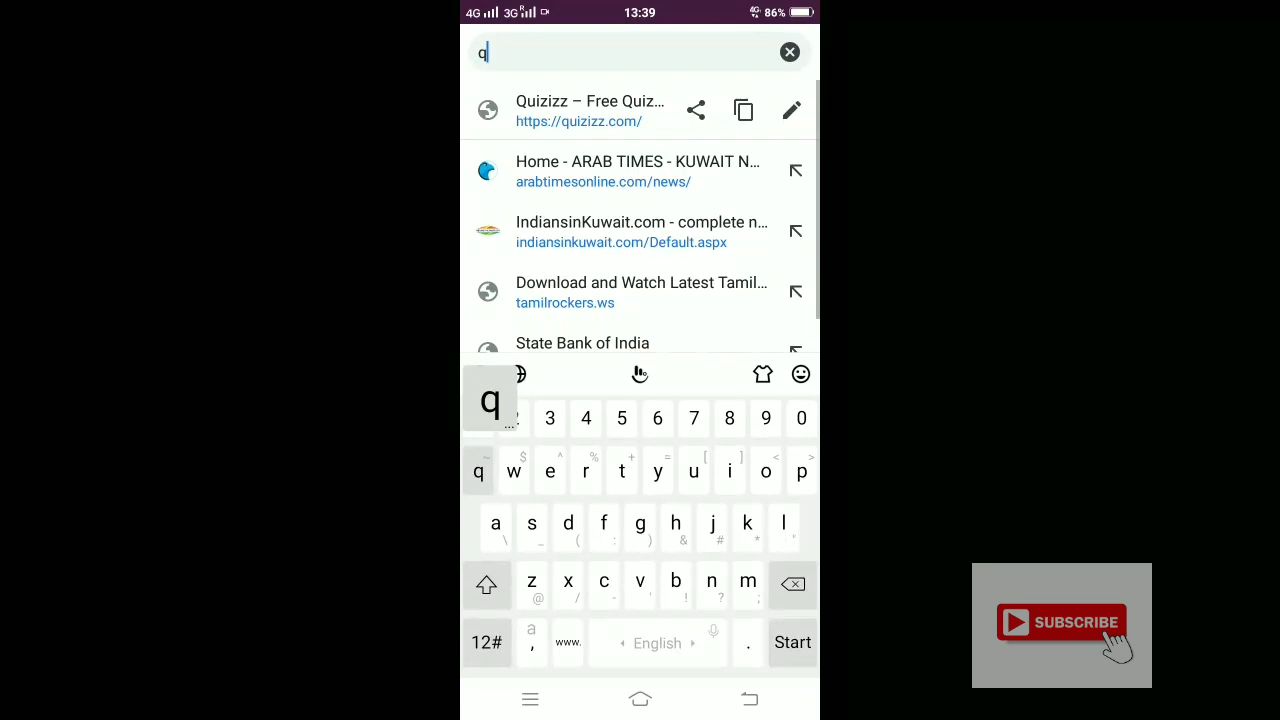 4G 3G R 13:39 4G 86%
q
Quizizz – Free Quiz...
https://quizizz.com/
Home - ARAB TIMES - KUWAIT N...
arabtimesonline.com/news/
IndiansinKuwait.com - complete n...
indiansinkuwait.com/Default.aspx
Download and Watch Latest Tamil...
tamilrockers.ws
State Bank of India
q
... 3 4 5 6 7 8 9 0
~ $ ^ % + = [ ] < >
q w e r t y u i o p
a s d f g h j k l
\ _ ( : ) & # * "
z x c v b n m
@ / - ' ! ? ;
12# a , www. English . Start
SUBSCRIBE